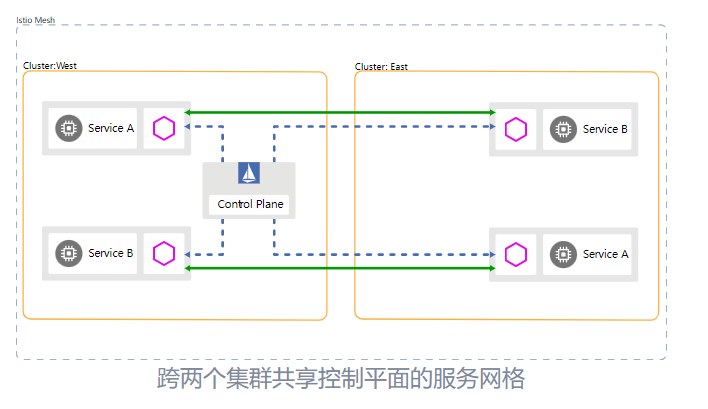 Istio Mesh
Cluster:West
Cluster: East
Service A
Service B
Control Plane
Service B
Service A
跨两个集群共享控制平面的服务网格